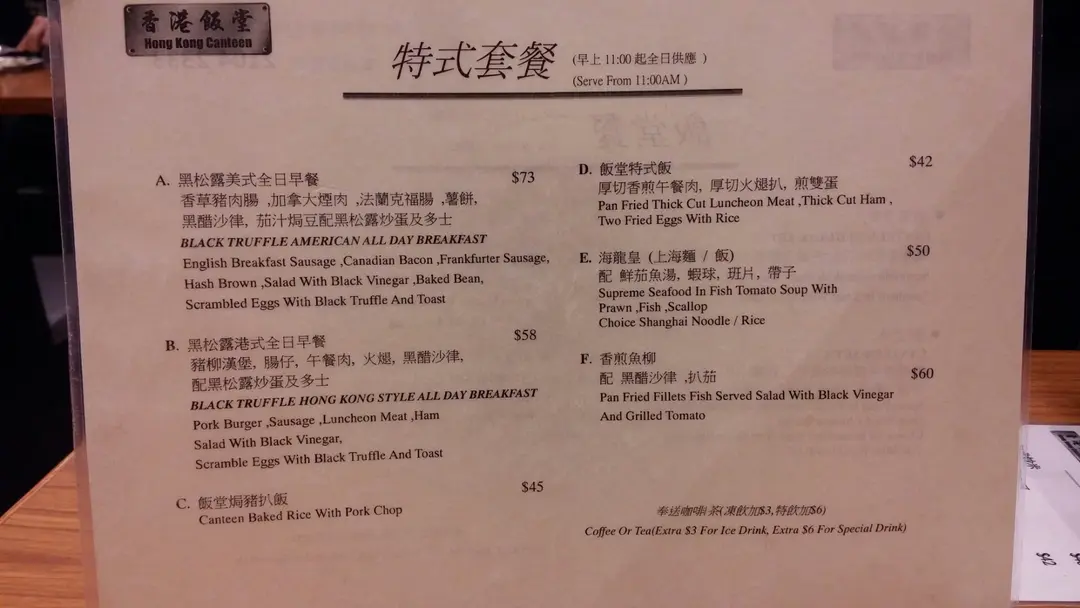 香港飯堂
Hong Kong Canteen
特式套餐
(早上 11:00 起全日供應 )
(Serve From 11:00AM )
A. 黑松露美式全日早餐 $73
香草豬肉腸 ,加拿大煙肉 ,法蘭克福腸 ,薯餅,
黑醋沙律, 茄汁焗豆配黑松露炒蛋及多士
BLACK TRUFFLE AMERICAN ALL DAY BREAKFAST
English Breakfast Sausage ,Canadian Bacon ,Frankfurter Sausage,
Hash Brown ,Salad With Black Vinegar ,Baked Bean,
Scrambled Eggs With Black Truffle And Toast
B. 黑松露港式全日早餐 $58
豬柳漢堡, 腸仔, 午餐肉, 火腿, 黑醋沙律,
配黑松露炒蛋及多士
BLACK TRUFFLE HONG KONG STYLE ALL DAY BREAKFAST
Pork Burger ,Sausage ,Luncheon Meat ,Ham
Salad With Black Vinegar,
Scramble Eggs With Black Truffle And Toast
C. 飯堂焗豬扒飯 $45
Canteen Baked Rice With Pork Chop
D. 飯堂特式飯 $42
厚切香煎午餐肉, 厚切火腿扒, 煎雙蛋
Pan Fried Thick Cut Luncheon Meat ,Thick Cut Ham ,
Two Fried Eggs With Rice
E. 海龍皇 (上海麵 / 飯) $50
配 鮮茄魚湯, 蝦球, 班片, 帶子
Supreme Seafood In Fish Tomato Soup With
Prawn ,Fish ,Scallop
Choice Shanghai Noodle / Rice
F. 香煎魚柳
配 黑醋沙律 ,扒茄 $60
Pan Fried Fillets Fish Served Salad With Black Vinegar
And Grilled Tomato
奉送咖啡/茶(凍飲加$3,特飲加$6)
Coffee Or Tea(Extra $3 For Ice Drink, Extra $6 For Special Drink)
$42